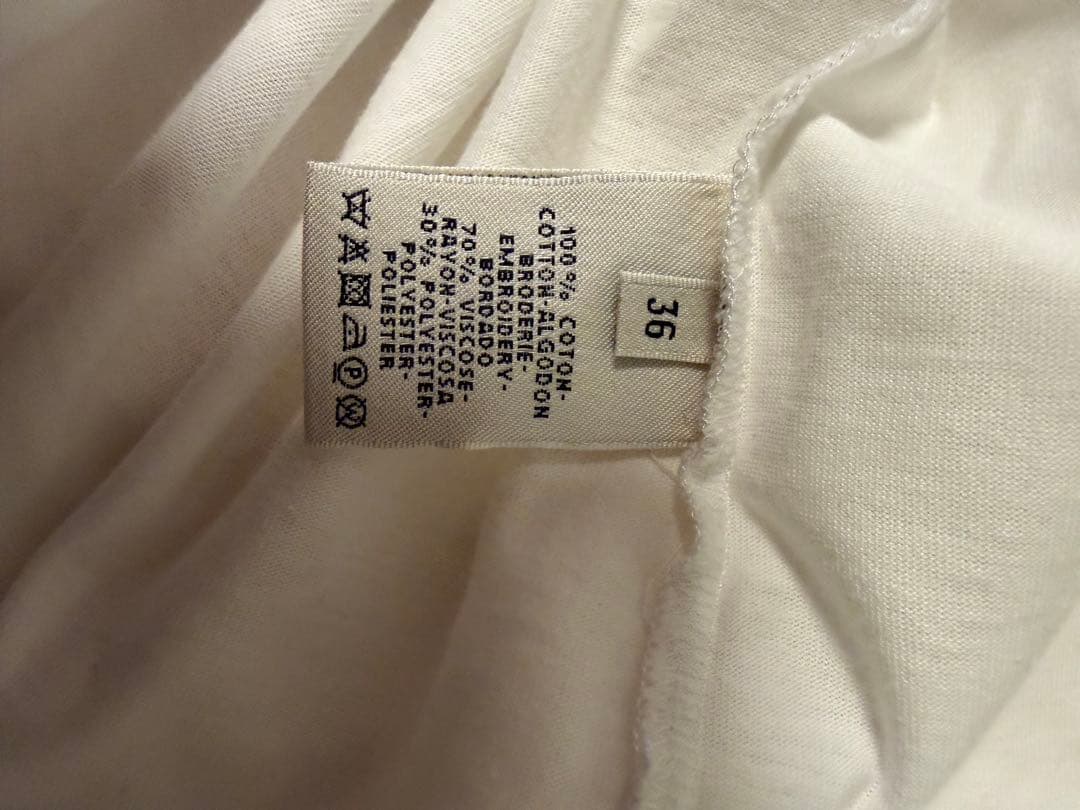 36
100% COTON-
COTTON-ALGODON
BRODERIE-
EMBROIDERY-
BORDADO
70% VISCOSE-
RAYON-VISCOSA
30% POLYESTER-
POLYESTER-
POLIESTER
P
W